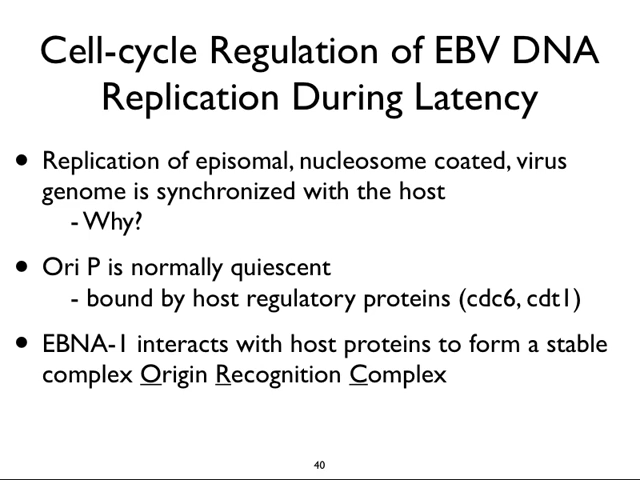 Cell-cycle Regulation of EBV DNA
Replication During Latency
• Replication of episomal, nucleosome coated, virus
genome is synchronized with the host
- Why?
• Ori P is normally quiescent
- bound by host regulatory proteins (cdc6, cdt1)
• EBNA-1 interacts with host proteins to form a stable
complex Origin Recognition Complex
40